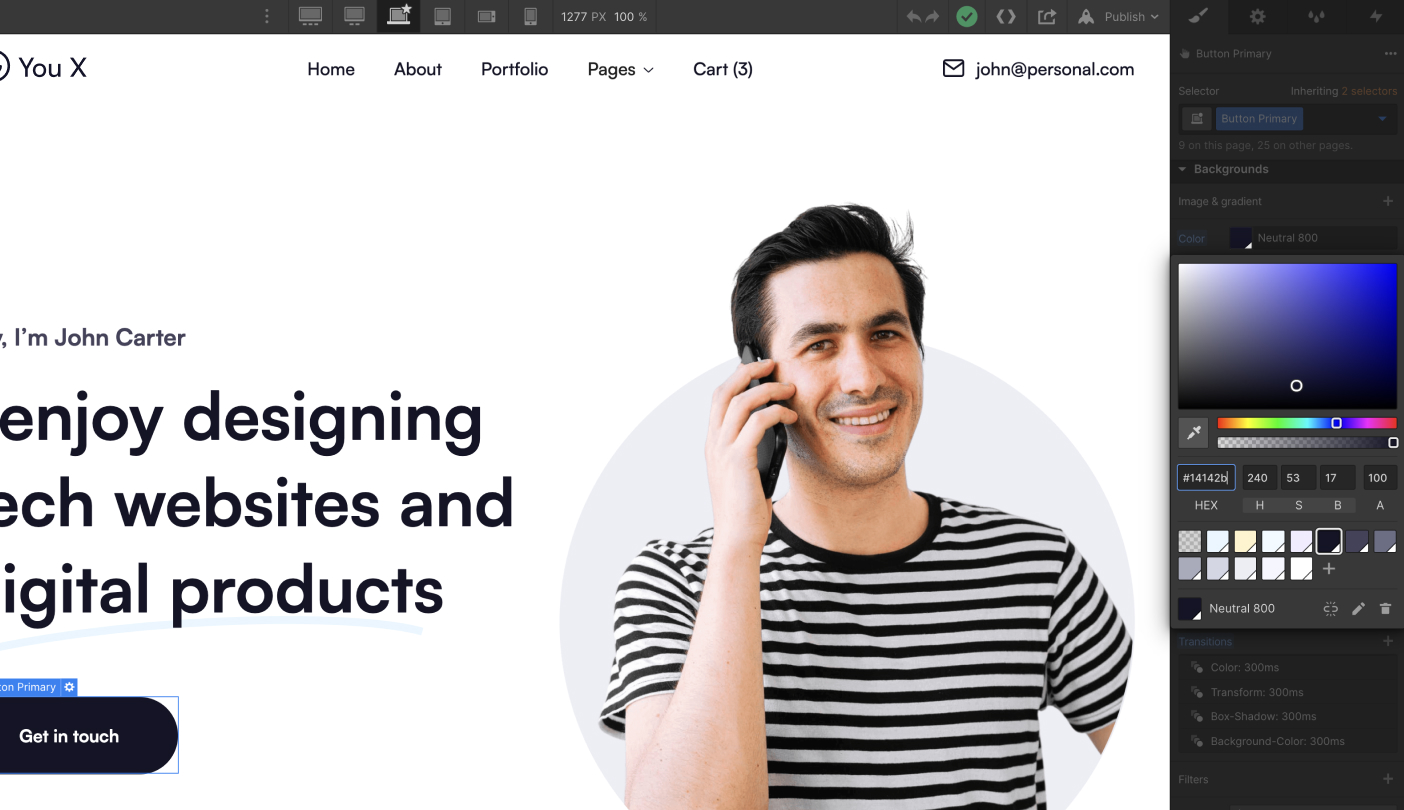 1277 PX 100 %
Publish
You X
Home
About
Portfolio
Pages
Cart (3)
john@personal.com
, I'm John Carter
enjoy designing
ech websites and
igital products
ton Primary
Get in touch
Button Primary
Selector
Inheriting 2 selectors
Button Primary
9 on this page, 25 on other pages.
Backgrounds
Image & gradient
Color
Neutral 800
#14142b
240
53
17
100
HEX
H
S
B
A
Neutral 800
Transitions
Color: 300ms
Transform: 300ms
Box-Shadow: 300ms
Background-Color: 300ms
Filters